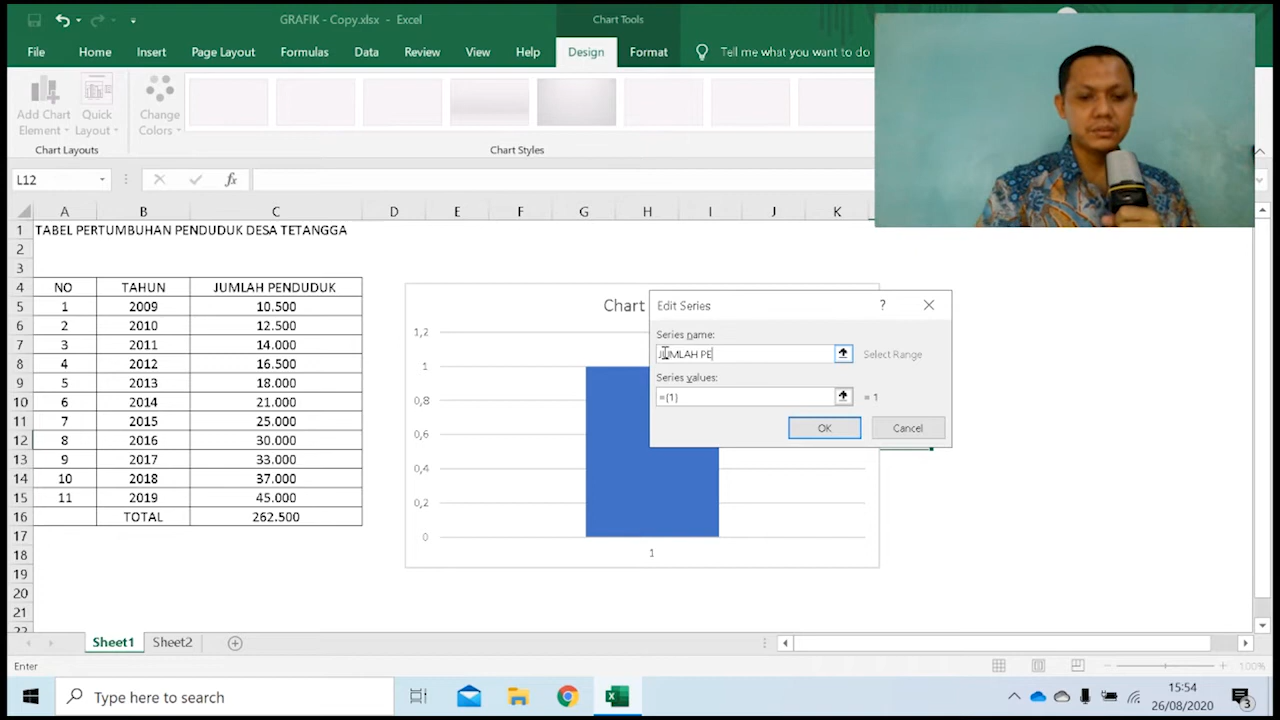 GRAFIK - Copy.xlsx - Excel
Chart Tools
File Home Insert Page Layout Formulas Data Review View Help Design Format Tell me what you want to do
Add Chart Element
Quick Layout
Change Colors
Chart Layouts
Chart Styles
L12
fx
A B C D E F G H I J K
1 TABEL PERTUMBUHAN PENDUDUK DESA TETANGGA
2
3
4 NO TAHUN JUMLAH PENDUDUK
5 1 2009 10.500
6 2 2010 12.500
7 3 2011 14.000
8 4 2012 16.500
9 5 2013 18.000
10 6 2014 21.000
11 7 2015 25.000
12 8 2016 30.000
13 9 2017 33.000
14 10 2018 37.000
15 11 2019 45.000
16 TOTAL 262.500
17
18
19
20
21
22
Chart
1,2
1
0,8
0,6
0,4
0,2
0
1
Edit Series ?
Series name:
JUMLAH PE Select Range
Series values:
={1} = 1
OK Cancel
Sheet1 Sheet2
Enter 100%
Type here to search
15:54
26/08/2020
3